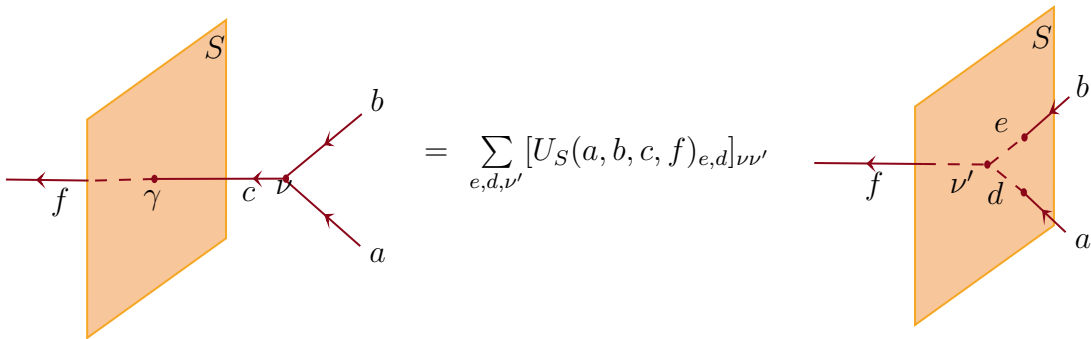 S
b
f
γ
c
ν
a
= ∑ [U_S(a, b, c, f)_{e,d}]_{νν′}
e,d,ν′
S
b
e
f
ν′
d
a